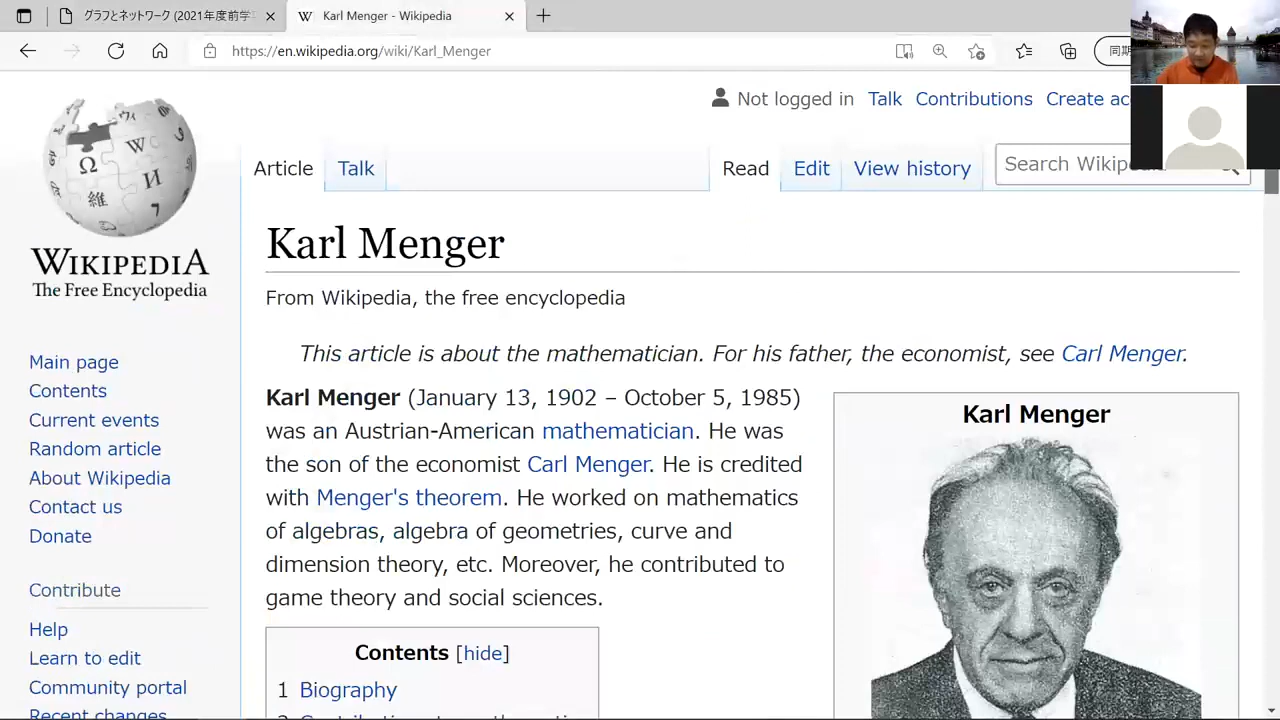 グラフとネットワーク (2021年度前学
Karl Menger - Wikipedia
https://en.wikipedia.org/wiki/Karl_Menger
同期
Not logged in Talk Contributions Create ac
Article Talk Read Edit View history Search Wikipe
WIKIPEDIA
The Free Encyclopedia
Main page
Contents
Current events
Random article
About Wikipedia
Contact us
Donate
Contribute
Help
Learn to edit
Community portal
Recent changes
Karl Menger
From Wikipedia, the free encyclopedia
This article is about the mathematician. For his father, the economist, see Carl Menger.
Karl Menger (January 13, 1902 – October 5, 1985)
was an Austrian-American mathematician. He was
the son of the economist Carl Menger. He is credited
with Menger's theorem. He worked on mathematics
of algebras, algebra of geometries, curve and
dimension theory, etc. Moreover, he contributed to
game theory and social sciences.
Karl Menger
Contents [hide]
1 Biography